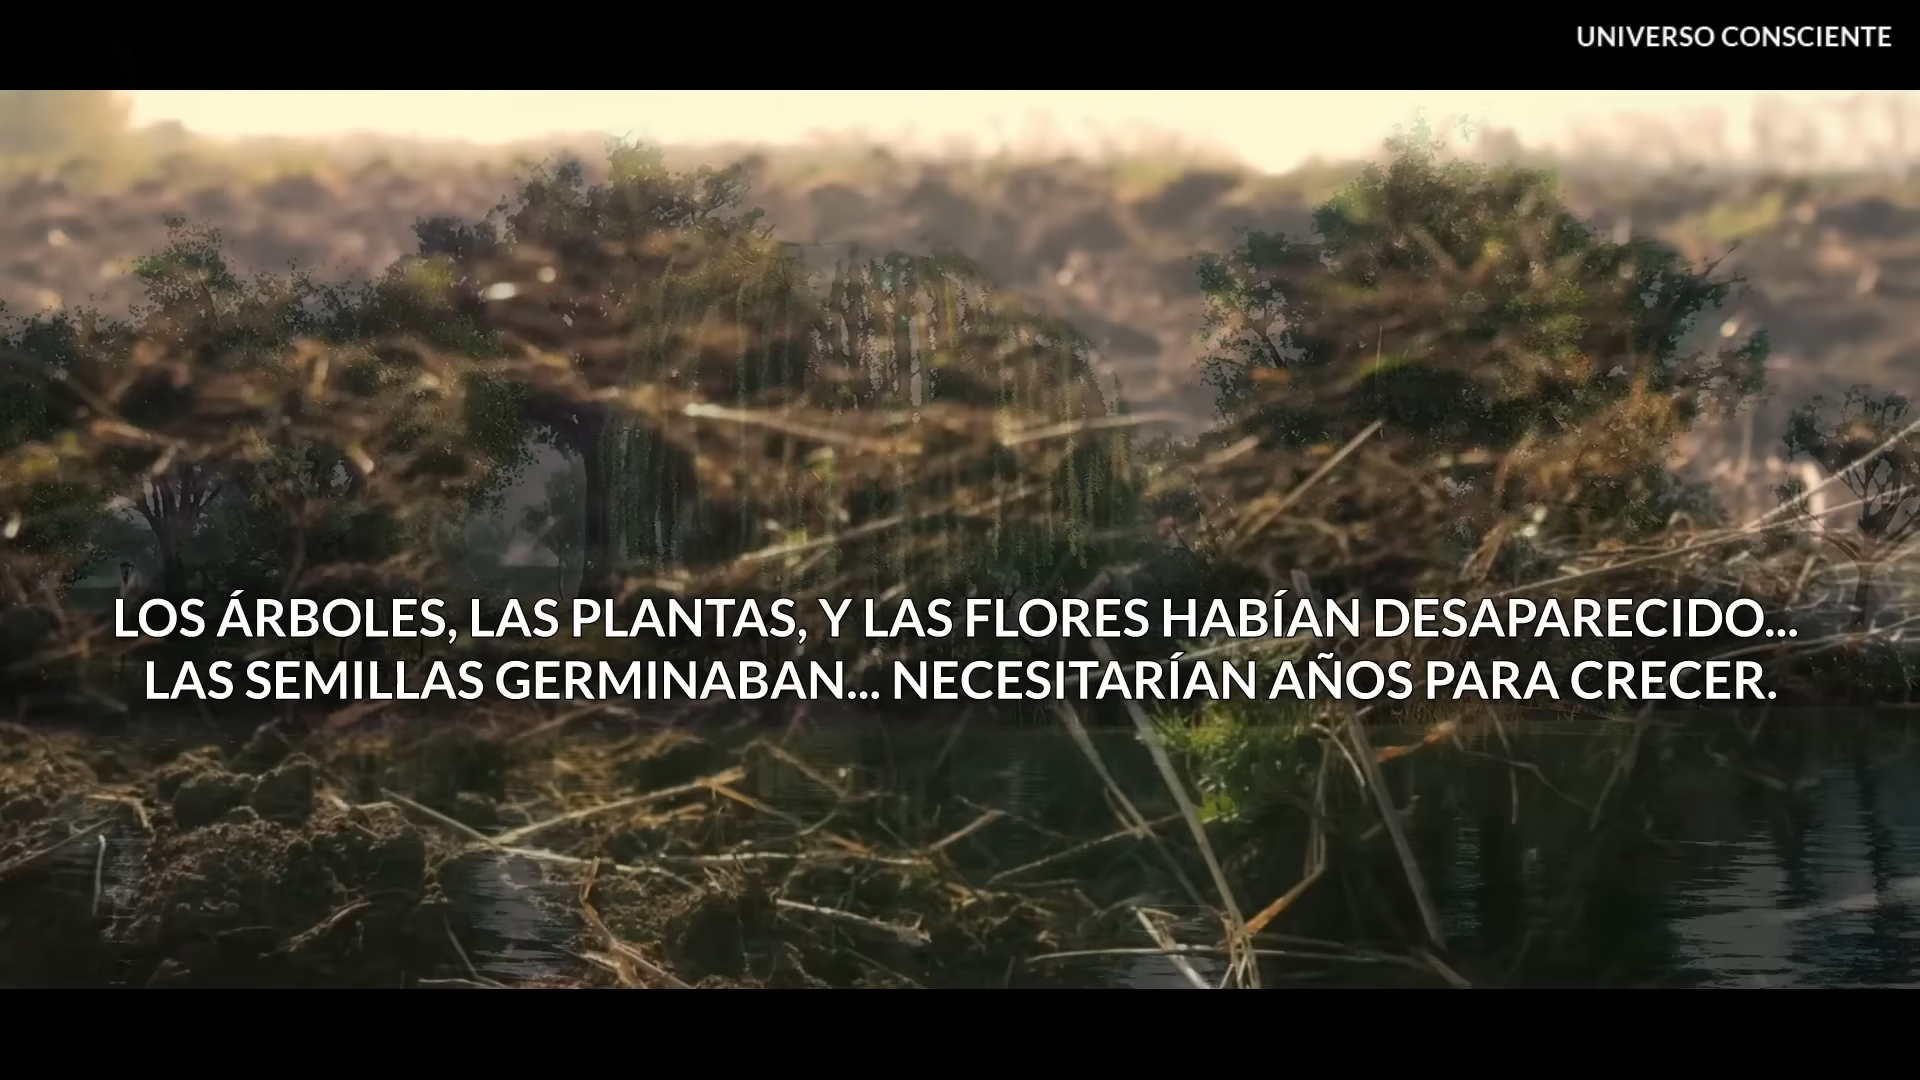 UNIVERSO CONSCIENTE
LOS ÁRBOLES, LAS PLANTAS, Y LAS FLORES HABÍAN DESAPARECIDO...
LAS SEMILLAS GERMINABAN... NECESITARÍAN AÑOS PARA CRECER.